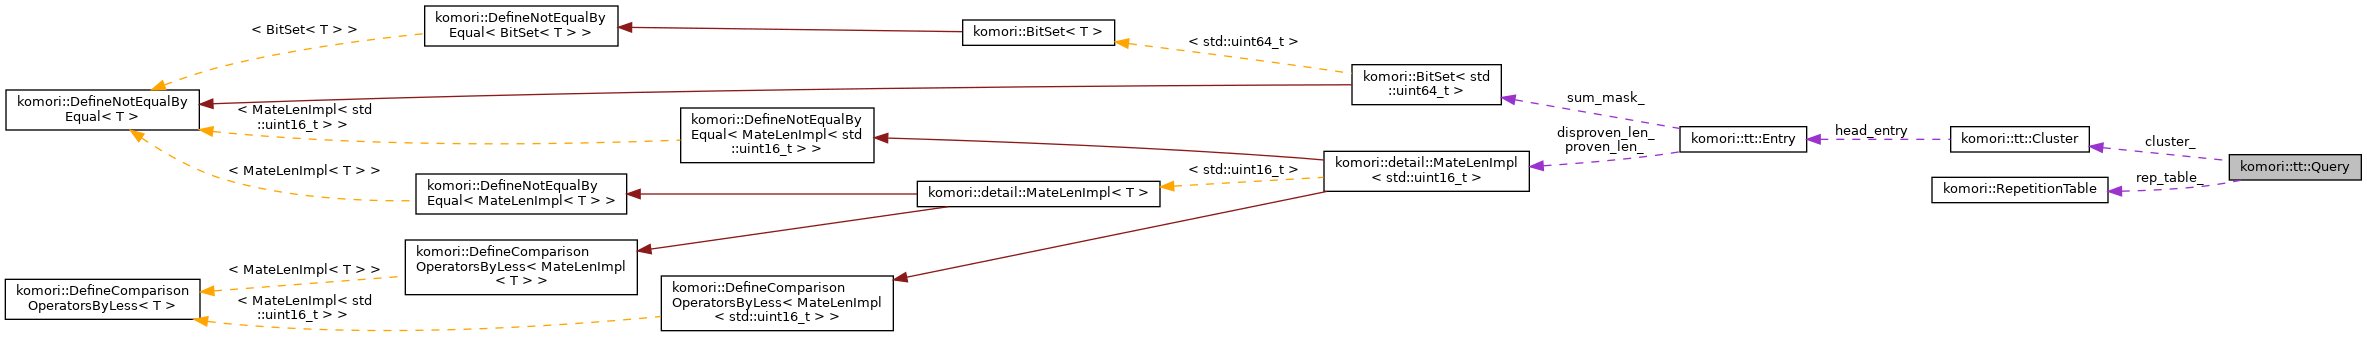 komori::DefineNotEqualBy
Equal< BitSet< T > >
< BitSet< T > >
komori::BitSet< T >
< std::uint64_t >
komori::BitSet< std
::uint64_t >
komori::DefineNotEqualBy
Equal< T >
< MateLenImpl< std
::uint16_t > >
komori::DefineNotEqualBy
Equal< MateLenImpl< std
::uint16_t > >
sum_mask_
disproven_len_
proven_len_
komori::tt::Entry
head_entry
komori::tt::Cluster
cluster_
komori::tt::Query
komori::detail::MateLenImpl
< std::uint16_t >
< std::uint16_t >
< MateLenImpl< T > >
komori::DefineNotEqualBy
Equal< MateLenImpl< T > >
komori::detail::MateLenImpl< T >
rep_table_
komori::RepetitionTable
komori::DefineComparison
OperatorsByLess< MateLenImpl
< T > >
< MateLenImpl< T > >
komori::DefineComparison
OperatorsByLess< T >
< MateLenImpl< std
::uint16_t > >
komori::DefineComparison
OperatorsByLess< MateLenImpl
< std::uint16_t > >